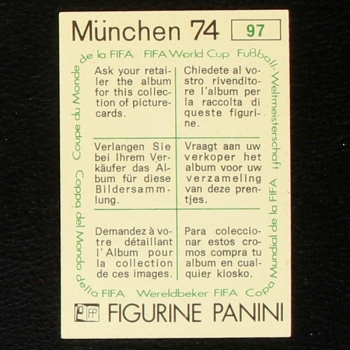 München 74 97
de la FIFA FIFA World Cup Fußball-Weltmeisterschaft
Coupe du Monde
Ask your retai-
ler the album
for this collection
of picture-
cards.
Chiedete al vo-
stro rivendito-
re l'album per
la raccolta di
queste figuri-
ne.
Verlangen Sie
bei Ihrem Ver-
käufer das Al-
bum für diese
Bildersamm-
lung.
Vraagt aan uw
verkoper het
album voor uw
verzameling
van deze pren-
tjes.
Demandez à vo-
tre détaillant
l'Album pour
la collection
de ces images.
Para coleccio-
nar estos cro-
mos compra tu
album en cual-
quier kiosko.
Coppa del Mondo
della FIFA Wereldbeker FIFA Copa Mundial de la FIFA
FP FIGURINE PANINI